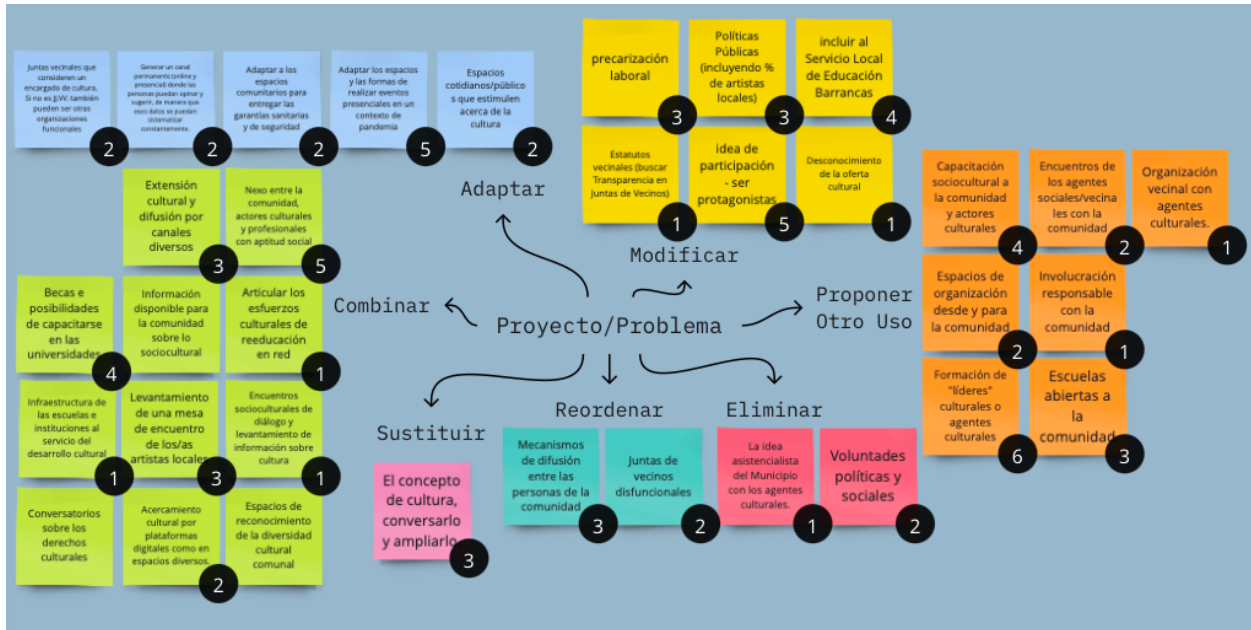 Juntas vecinales que
consideren un
encargado de cultura.
Si no es JJ.VV. también
pueden ser otras
organizaciones
funcionales
2
Generar un canal
permanente (online y
presencial) donde las
personas puedan opinar y
sugerir, de manera que
esos datos se puedan
sistematizar
constantemente.
2
Adaptar a los
espacios
comunitarios para
entregar las
garantías sanitarias
y de seguridad
2
Adaptar los espacios
y las formas de
realizar eventos
presenciales en un
contexto de
pandemia
5
Espacios
cotidianos/público
s que estimulen
acerca de la
cultura
2
Adaptar
precarización
laboral
3
Políticas
Públicas
(incluyendo %
de artistas
locales)
3
incluir al
Servicio Local
de Educación
Barrancas
4
Estatutos
vecinales (buscar
Transparencia en
Juntas de Vecinos)
1
idea de
participación
- ser
protagonistas
5
Desconocimiento
de la oferta
cultural
1
Modificar
Capacitación
sociocultural a
la comunidad
y actores
culturales
4
Encuentros de
los agentes
sociales/vecina
les con la
comunidad
2
Organización
vecinal con
agentes
culturales.
1
Espacios de
organización
desde y para
la comunidad
2
Involucración
responsable
con la
comunidad
1
Formación de
"líderes"
culturales o
agentes
culturales
6
Escuelas
abiertas a
la
comunidad
3
Proponer
Otro Uso
Extensión
cultural y
difusión por
canales
diversos
3
Nexo entre la
comunidad,
actores culturales
y profesionales
con aptitud social
5
Becas e
posibilidades
de capacitarse
en las
universidades
4
Información
disponible para
la comunidad
sobre lo
sociocultural
Articular los
esfuerzos
culturales de
reeducación
en red
1
Infraestructura de
las escuelas e
instituciones al
servicio del
desarrollo cultural
1
Levantamiento
de una mesa
de encuentro
de los/as
artistas locales
3
Encuentros
socioculturales de
diálogo y
levantamiento de
información sobre
cultura
1
Conversatorios
sobre los
derechos
culturales
Acercamiento
cultural por
plataformas
digitales como en
espacios diversos.
2
Espacios de
reconocimiento
de la diversidad
cultural
comunal
Combinar
Proyecto/Problema
Sustituir
El concepto
de cultura,
conversarlo
y ampliarlo
3
Reordenar
Mecanismos
de difusión
entre las
personas de la
comunidad
3
Juntas de
vecinos
disfuncionales
2
Eliminar
La idea
asistencialista
del Municipio
con los agentes
culturales.
1
Voluntades
políticas y
sociales
2